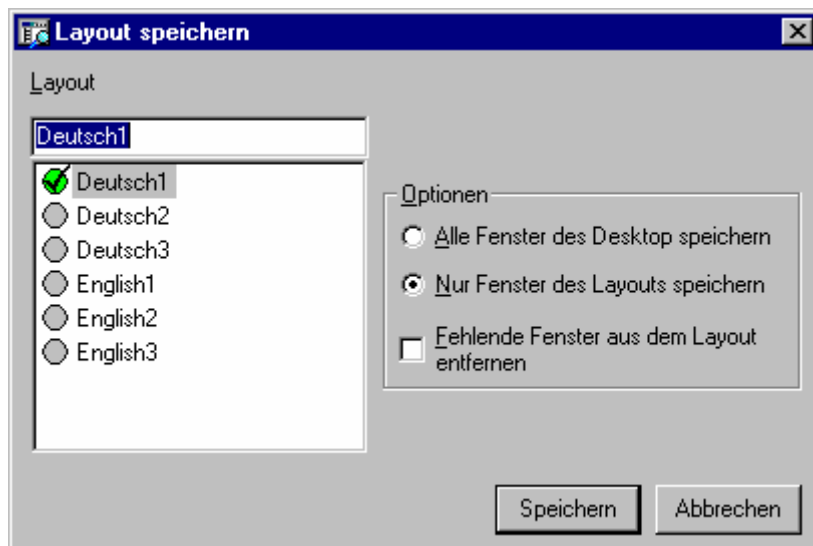 Layout speichern
Layout
Deutsch1
Deutsch1
Deutsch2
Deutsch3
English1
English2
English3
Optionen
Alle Fenster des Desktop speichern
Nur Fenster des Layouts speichern
Fehlende Fenster aus dem Layout
entfernen
Speichern
Abbrechen